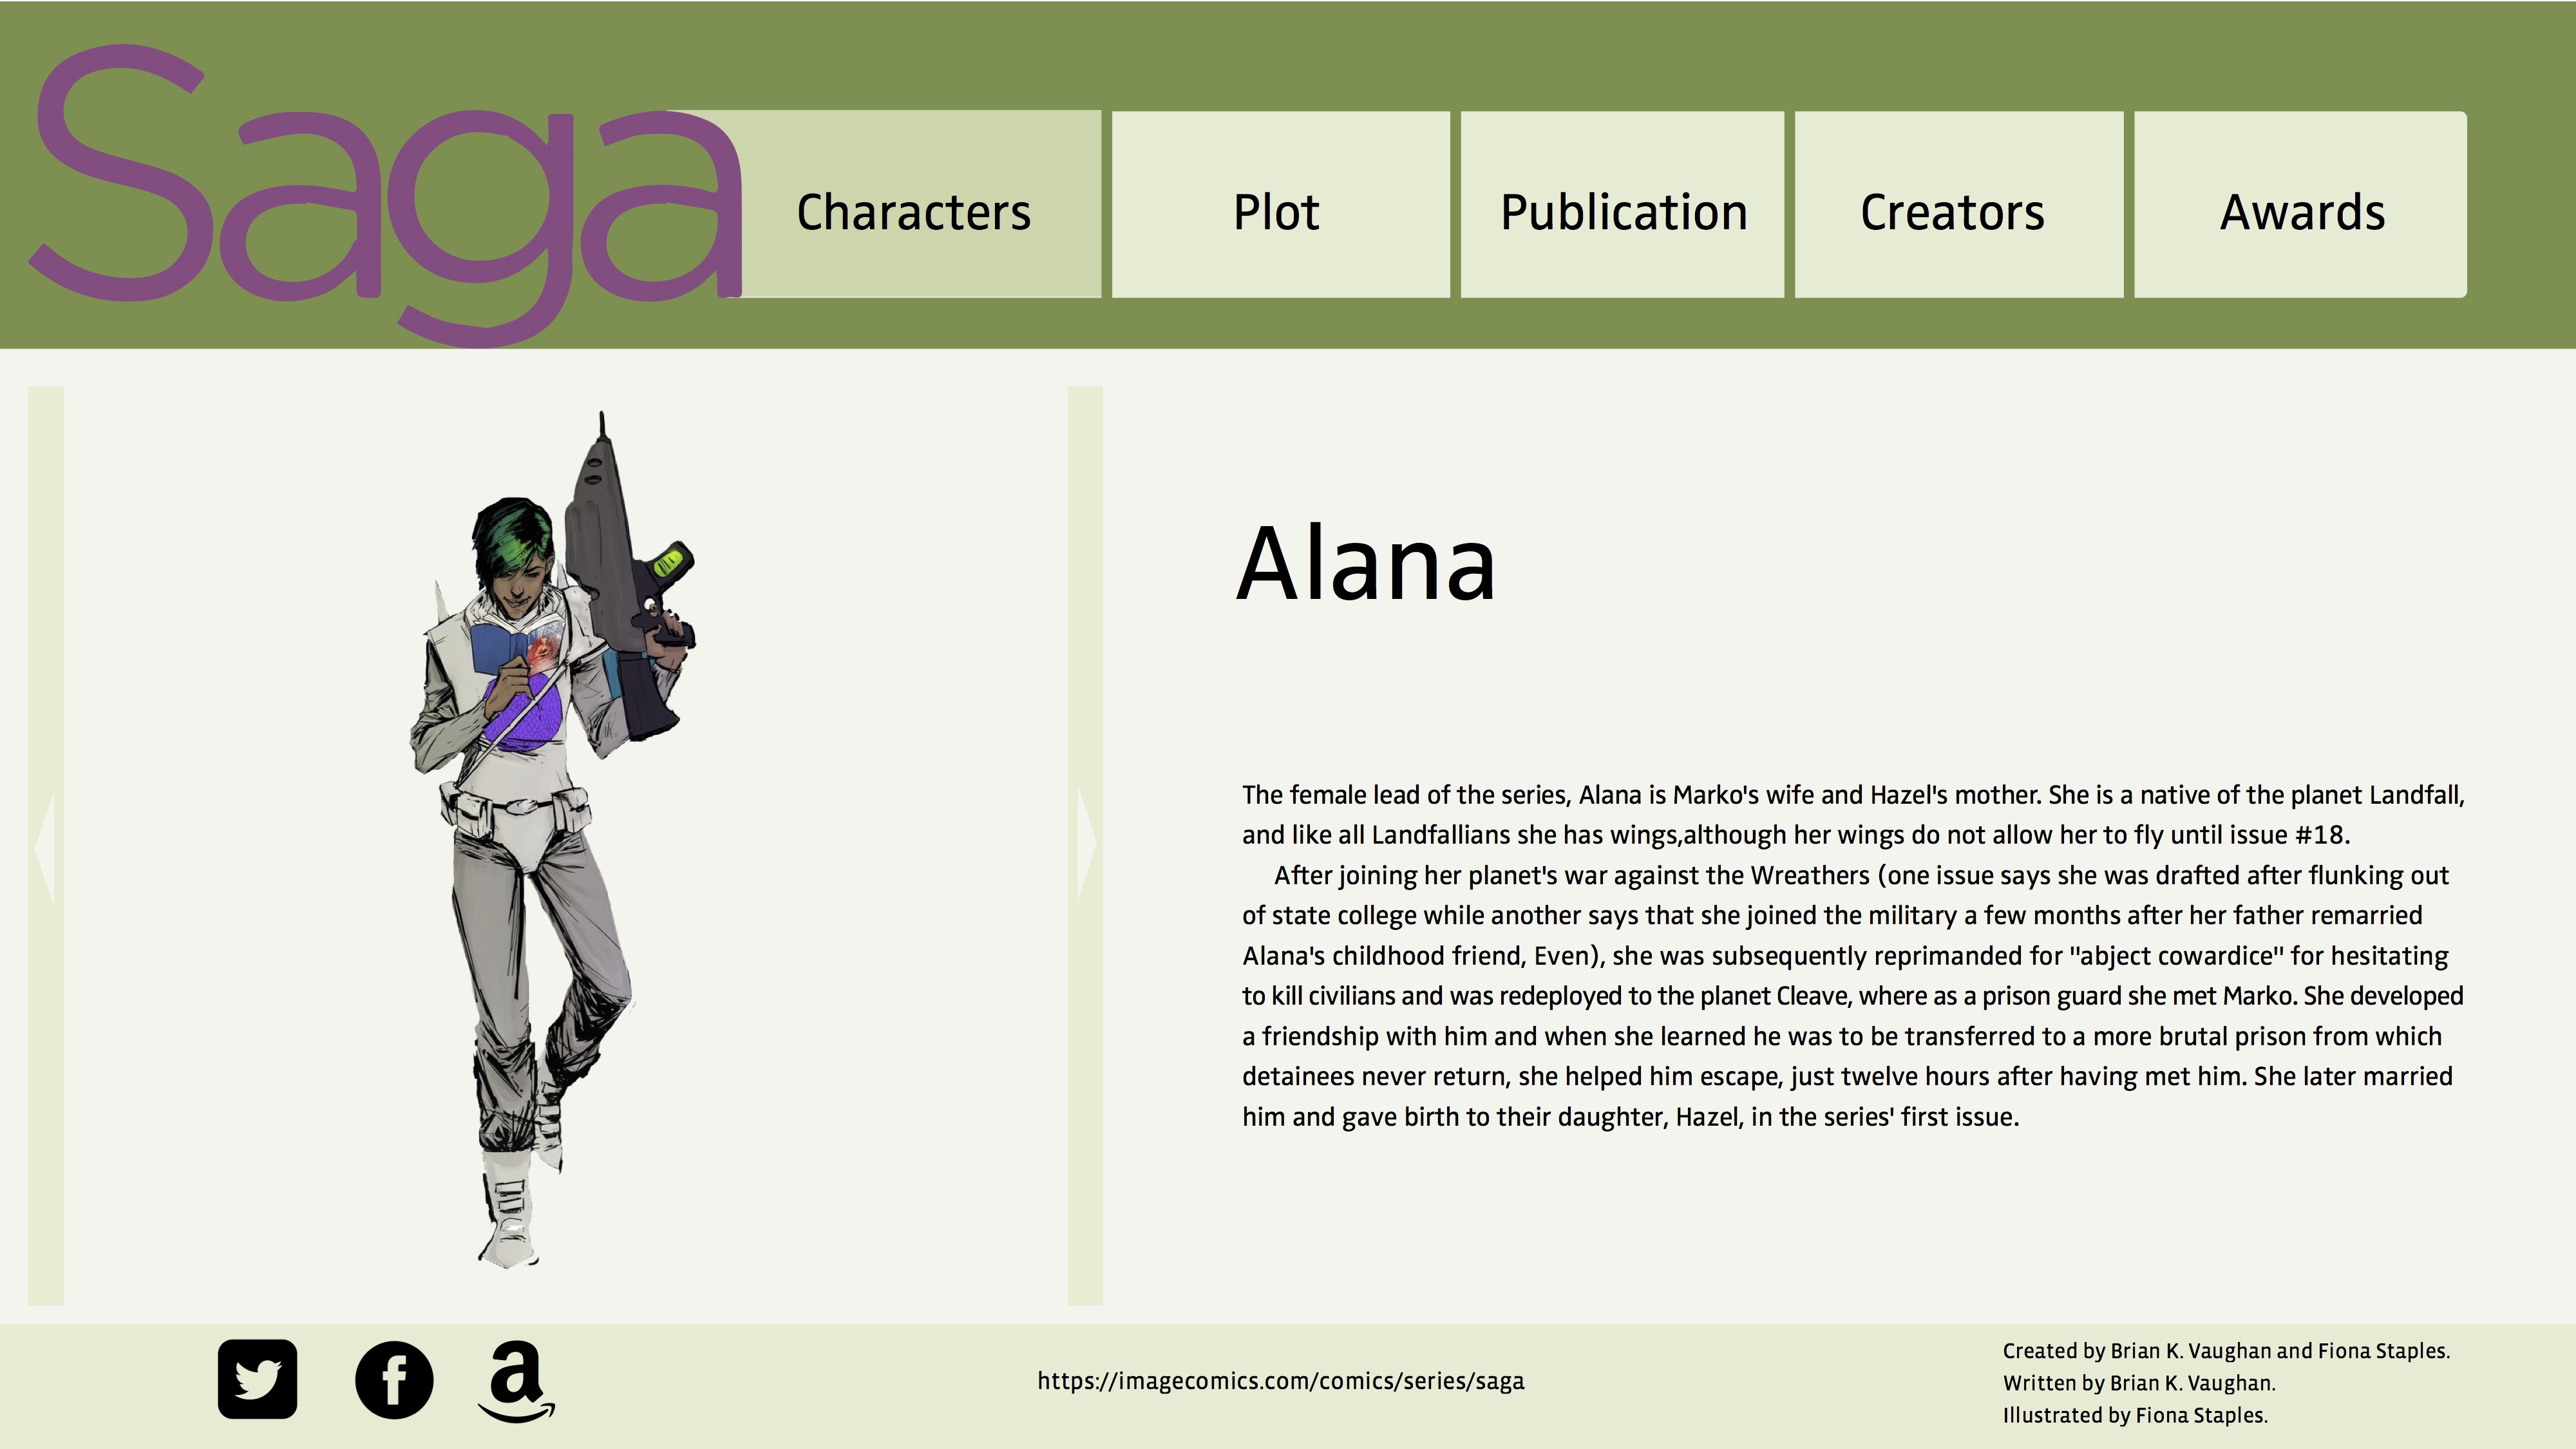 Saga
Characters
Plot
Publication
Creators
Awards
Alana
The female lead of the series, Alana is Marko's wife and Hazel's mother. She is a native of the planet Landfall,
and like all Landfallians she has wings,although her wings do not allow her to fly until issue #18.
After joining her planet's war against the Wreathers (one issue says she was drafted after flunking out
of state college while another says that she joined the military a few months after her father remarried
Alana's childhood friend, Even), she was subsequently reprimanded for "abject cowardice" for hesitating
to kill civilians and was redeployed to the planet Cleave, where as a prison guard she met Marko. She developed
a friendship with him and when she learned he was to be transferred to a more brutal prison from which
detainees never return, she helped him escape, just twelve hours after having met him. She later married
him and gave birth to their daughter, Hazel, in the series' first issue.
https://imagecomics.com/comics/series/saga
Created by Brian K. Vaughan and Fiona Staples.
Written by Brian K. Vaughan.
Illustrated by Fiona Staples.